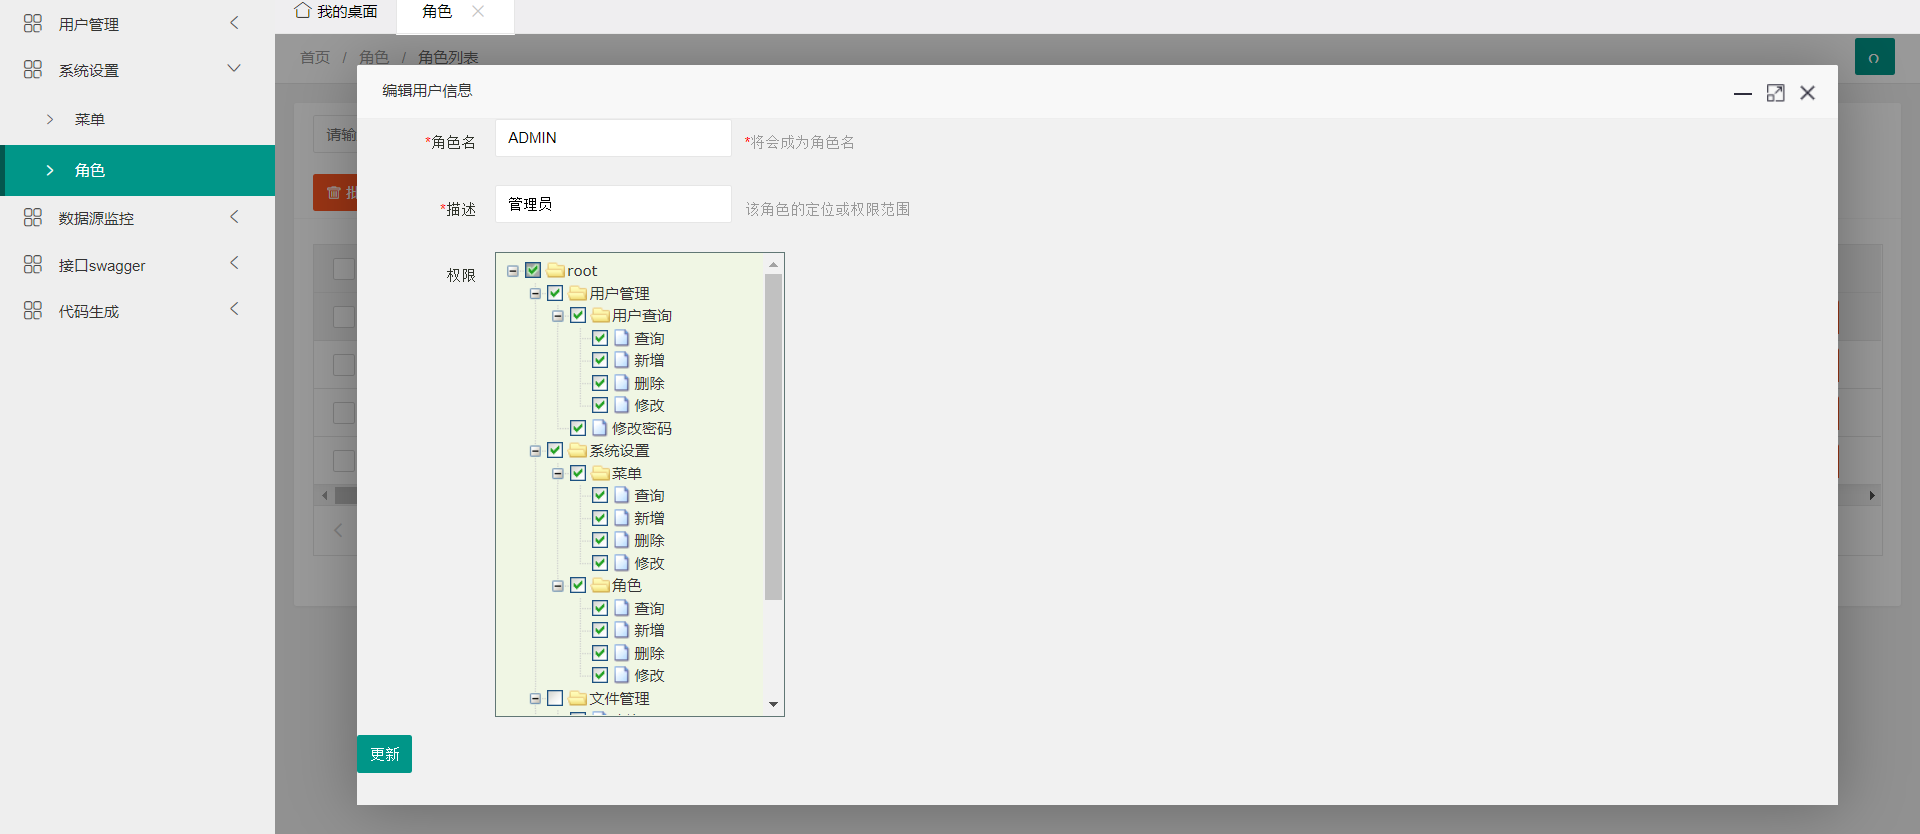 用户管理
系统设置
菜单
角色
数据源监控
接口swagger
代码生成
我的桌面
角色
首页 / 角色 / 角色列表
请输
批
编辑用户信息
*角色名 ADMIN *将会成为角色名
*描述 管理员 该角色的定位或权限范围
权限
root
用户管理
用户查询
查询
新增
删除
修改
修改密码
系统设置
菜单
查询
新增
删除
修改
角色
查询
新增
删除
修改
文件管理
更新